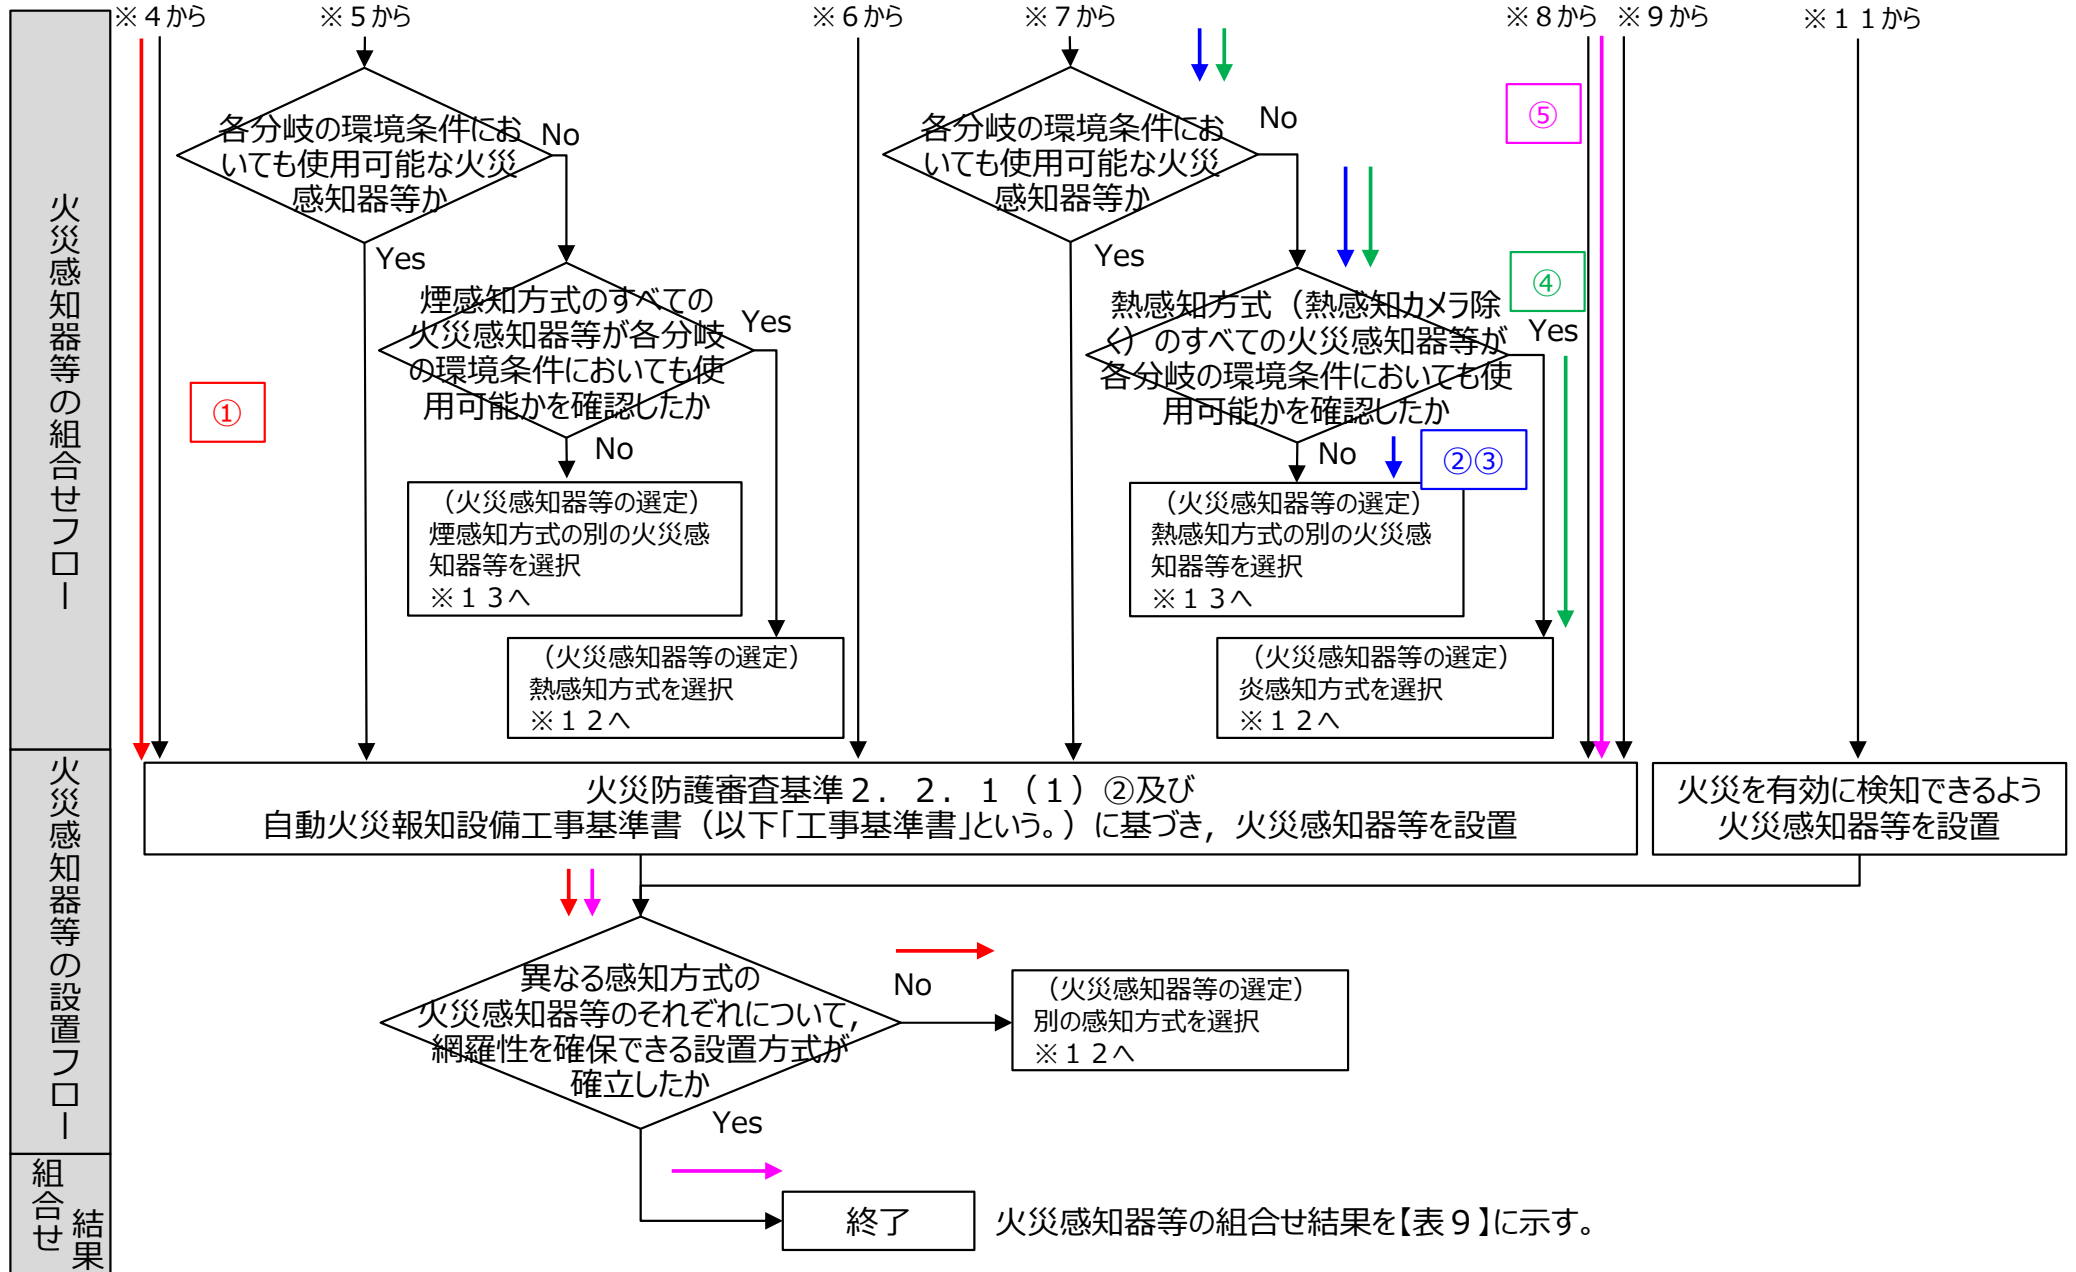 ※４から
※５から
※６から
※７から
※８から
※９から
※１１から
火災感知器等の組合せフロー
各分岐の環境条件にお
いても使用可能な火災
感知器等か
No
Yes
煙感知方式のすべての
火災感知器等が各分岐
の環境条件においても使
用可能かを確認したか
Yes
No
①
（火災感知器等の選定）
煙感知方式の別の火災感
知器等を選択
※１３へ
（火災感知器等の選定）
熱感知方式を選択
※１２へ
各分岐の環境条件にお
いても使用可能な火災
感知器等か
No
Yes
⑤
④
熱感知方式（熱感知カメラ除
く）のすべての火災感知器等が
各分岐の環境条件においても使
用可能かを確認したか
Yes
No
②③
（火災感知器等の選定）
熱感知方式の別の火災感
知器等を選択
※１３へ
（火災感知器等の選定）
炎感知方式を選択
※１２へ
火災感知器等の設置フロー
火災防護審査基準２．２．１（１）②及び
自動火災報知設備工事基準書（以下「工事基準書」という。）に基づき，火災感知器等を設置
火災を有効に検知できるよう
火災感知器等を設置
異なる感知方式の
火災感知器等のそれぞれについて，
網羅性を確保できる設置方式が
確立したか
No
Yes
（火災感知器等の選定）
別の感知方式を選択
※１２へ
組合せ
結果
終了
火災感知器等の組合せ結果を【表９】に示す。